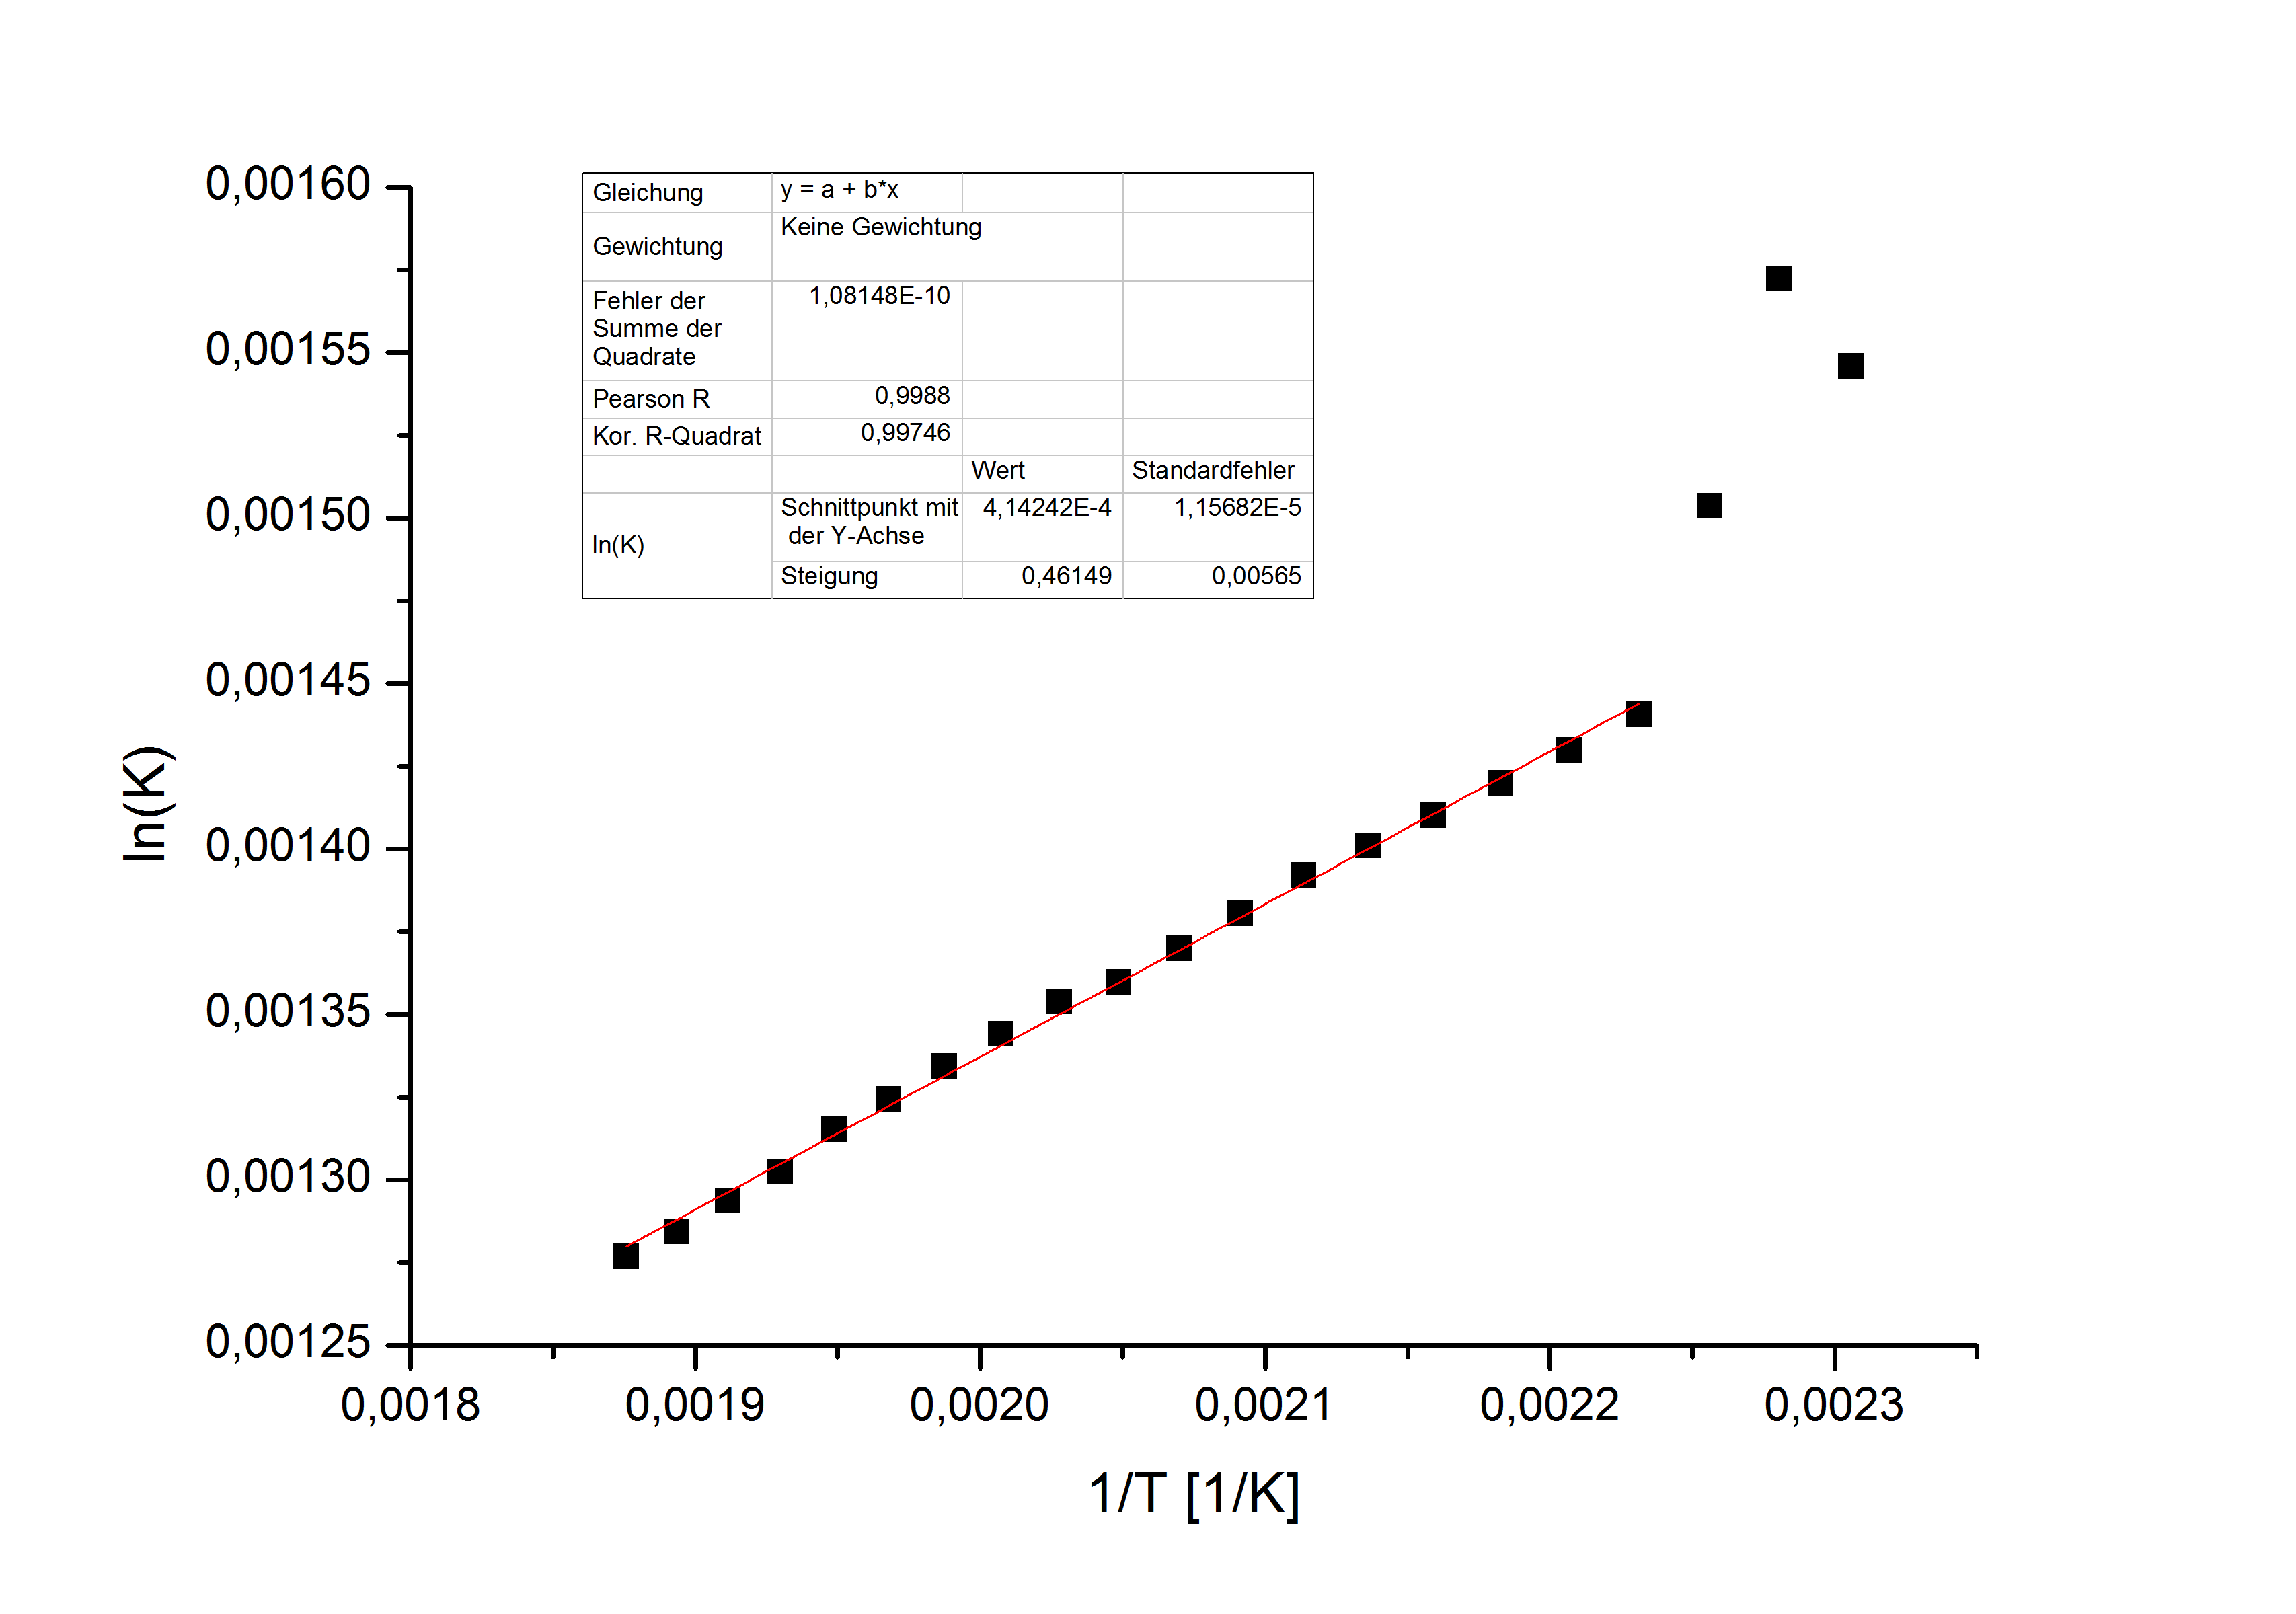 0,00160
0,00155
0,00150
0,00145
0,00140
0,00135
0,00130
0,00125
ln(K)
Gleichung y = a + b*x
Gewichtung Keine Gewichtung
Fehler der Summe der Quadrate 1,08148E-10
Pearson R 0,9988
Kor. R-Quadrat 0,99746
Wert Standardfehler
ln(K) Schnittpunkt mit der Y-Achse 4,14242E-4 1,15682E-5
Steigung 0,46149 0,00565
0,0018 0,0019 0,0020 0,0021 0,0022 0,0023
1/T [1/K]